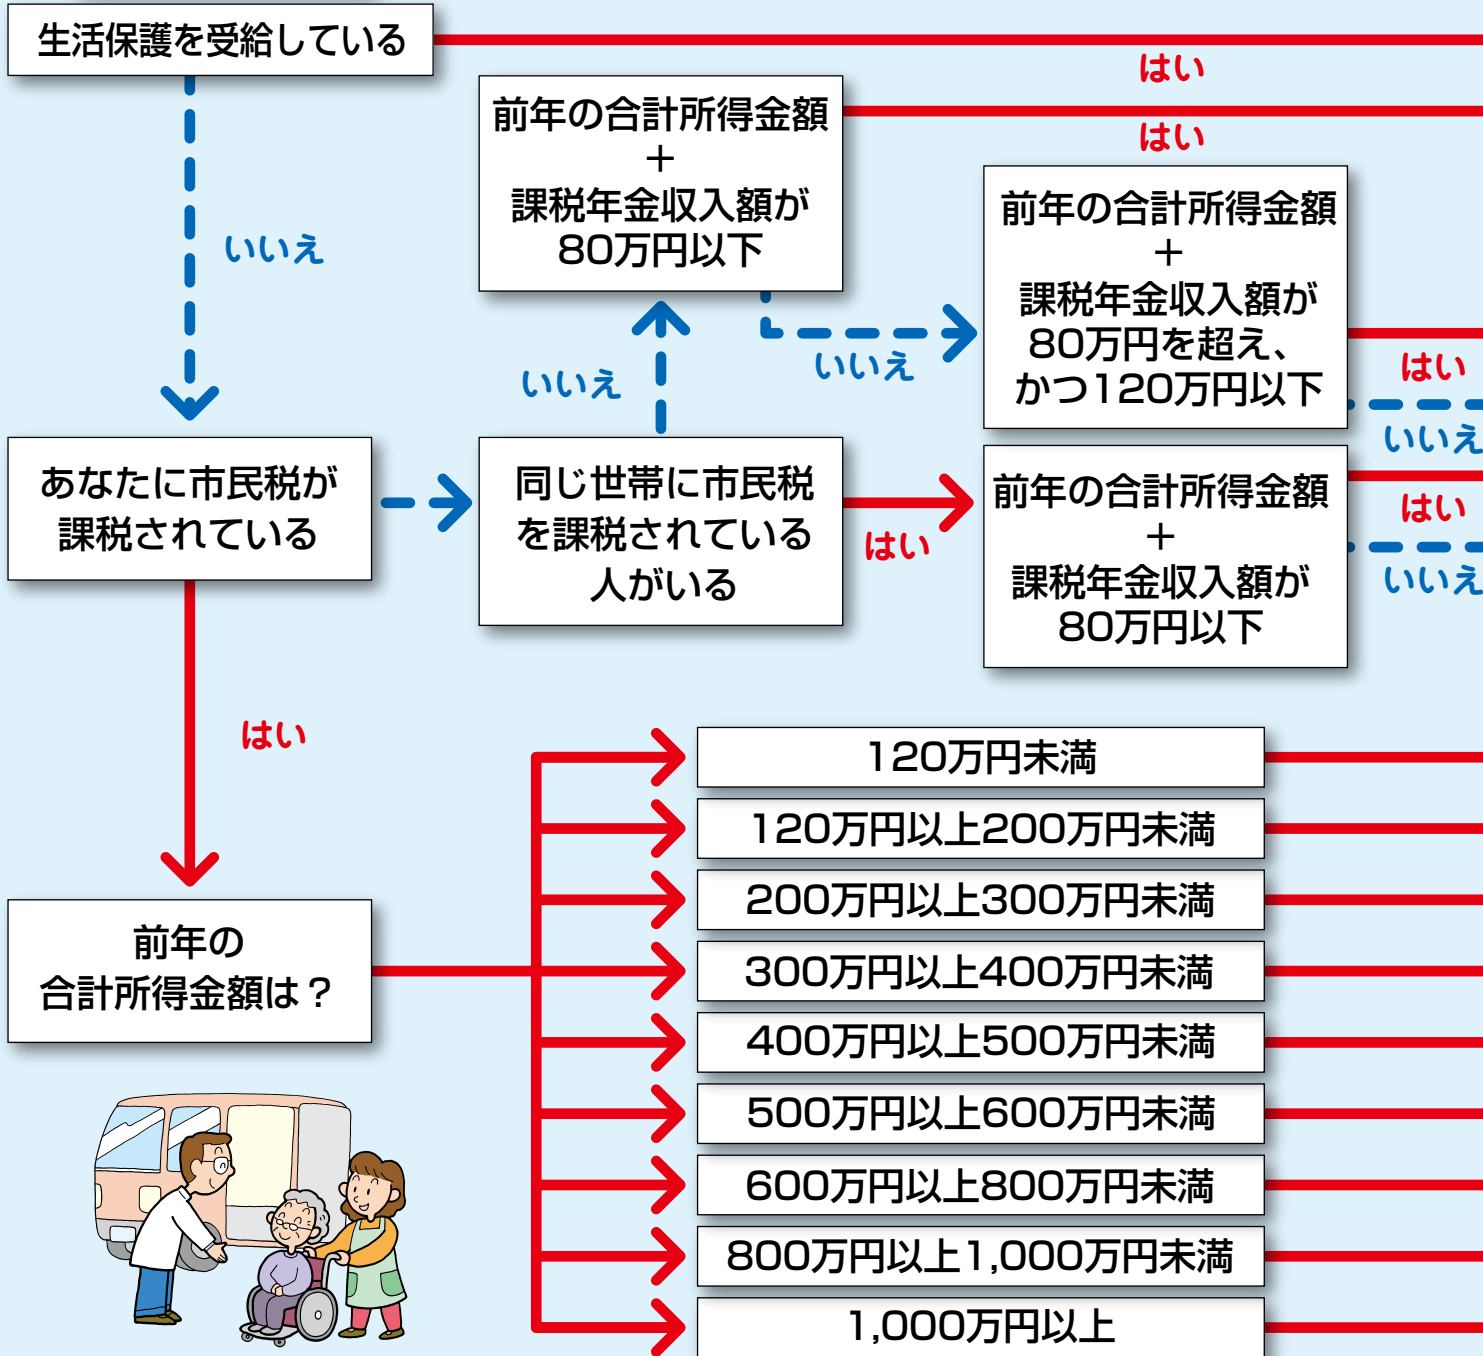 生活保護を受給している
はい
前年の合計所得金額
＋
課税年金収入額が
80万円以下
はい
いいえ
前年の合計所得金額
＋
課税年金収入額が
80万円を超え、
かつ120万円以下
いいえ
いいえ
はい
いいえ
あなたに市民税が
課税されている
同じ世帯に市民税
を課税されている
人がいる
はい
前年の合計所得金額
＋
課税年金収入額が
80万円以下
はい
いいえ
はい
前年の
合計所得金額は？
120万円未満
120万円以上200万円未満
200万円以上300万円未満
300万円以上400万円未満
400万円以上500万円未満
500万円以上600万円未満
600万円以上800万円未満
800万円以上1,000万円未満
1,000万円以上